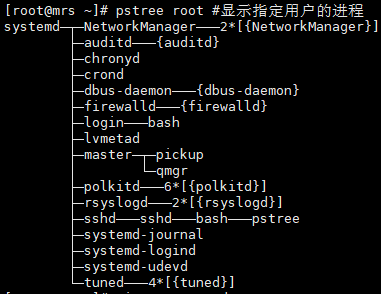 [root@mrs ~]# pstree root #显示指定用户的进程
systemd─┬─NetworkManager───2*[{NetworkManager}]
        ├─auditd───{auditd}
        ├─chronyd
        ├─crond
        ├─dbus-daemon───{dbus-daemon}
        ├─firewalld───{firewalld}
        ├─login───bash
        ├─lvmetad
        ├─master─┬─pickup
        │        └─qmgr
        ├─polkitd───6*[{polkitd}]
        ├─rsyslogd───2*[{rsyslogd}]
        ├─sshd───sshd───bash───pstree
        ├─systemd-journal
        ├─systemd-logind
        ├─systemd-udevd
        └─tuned───4*[{tuned}]